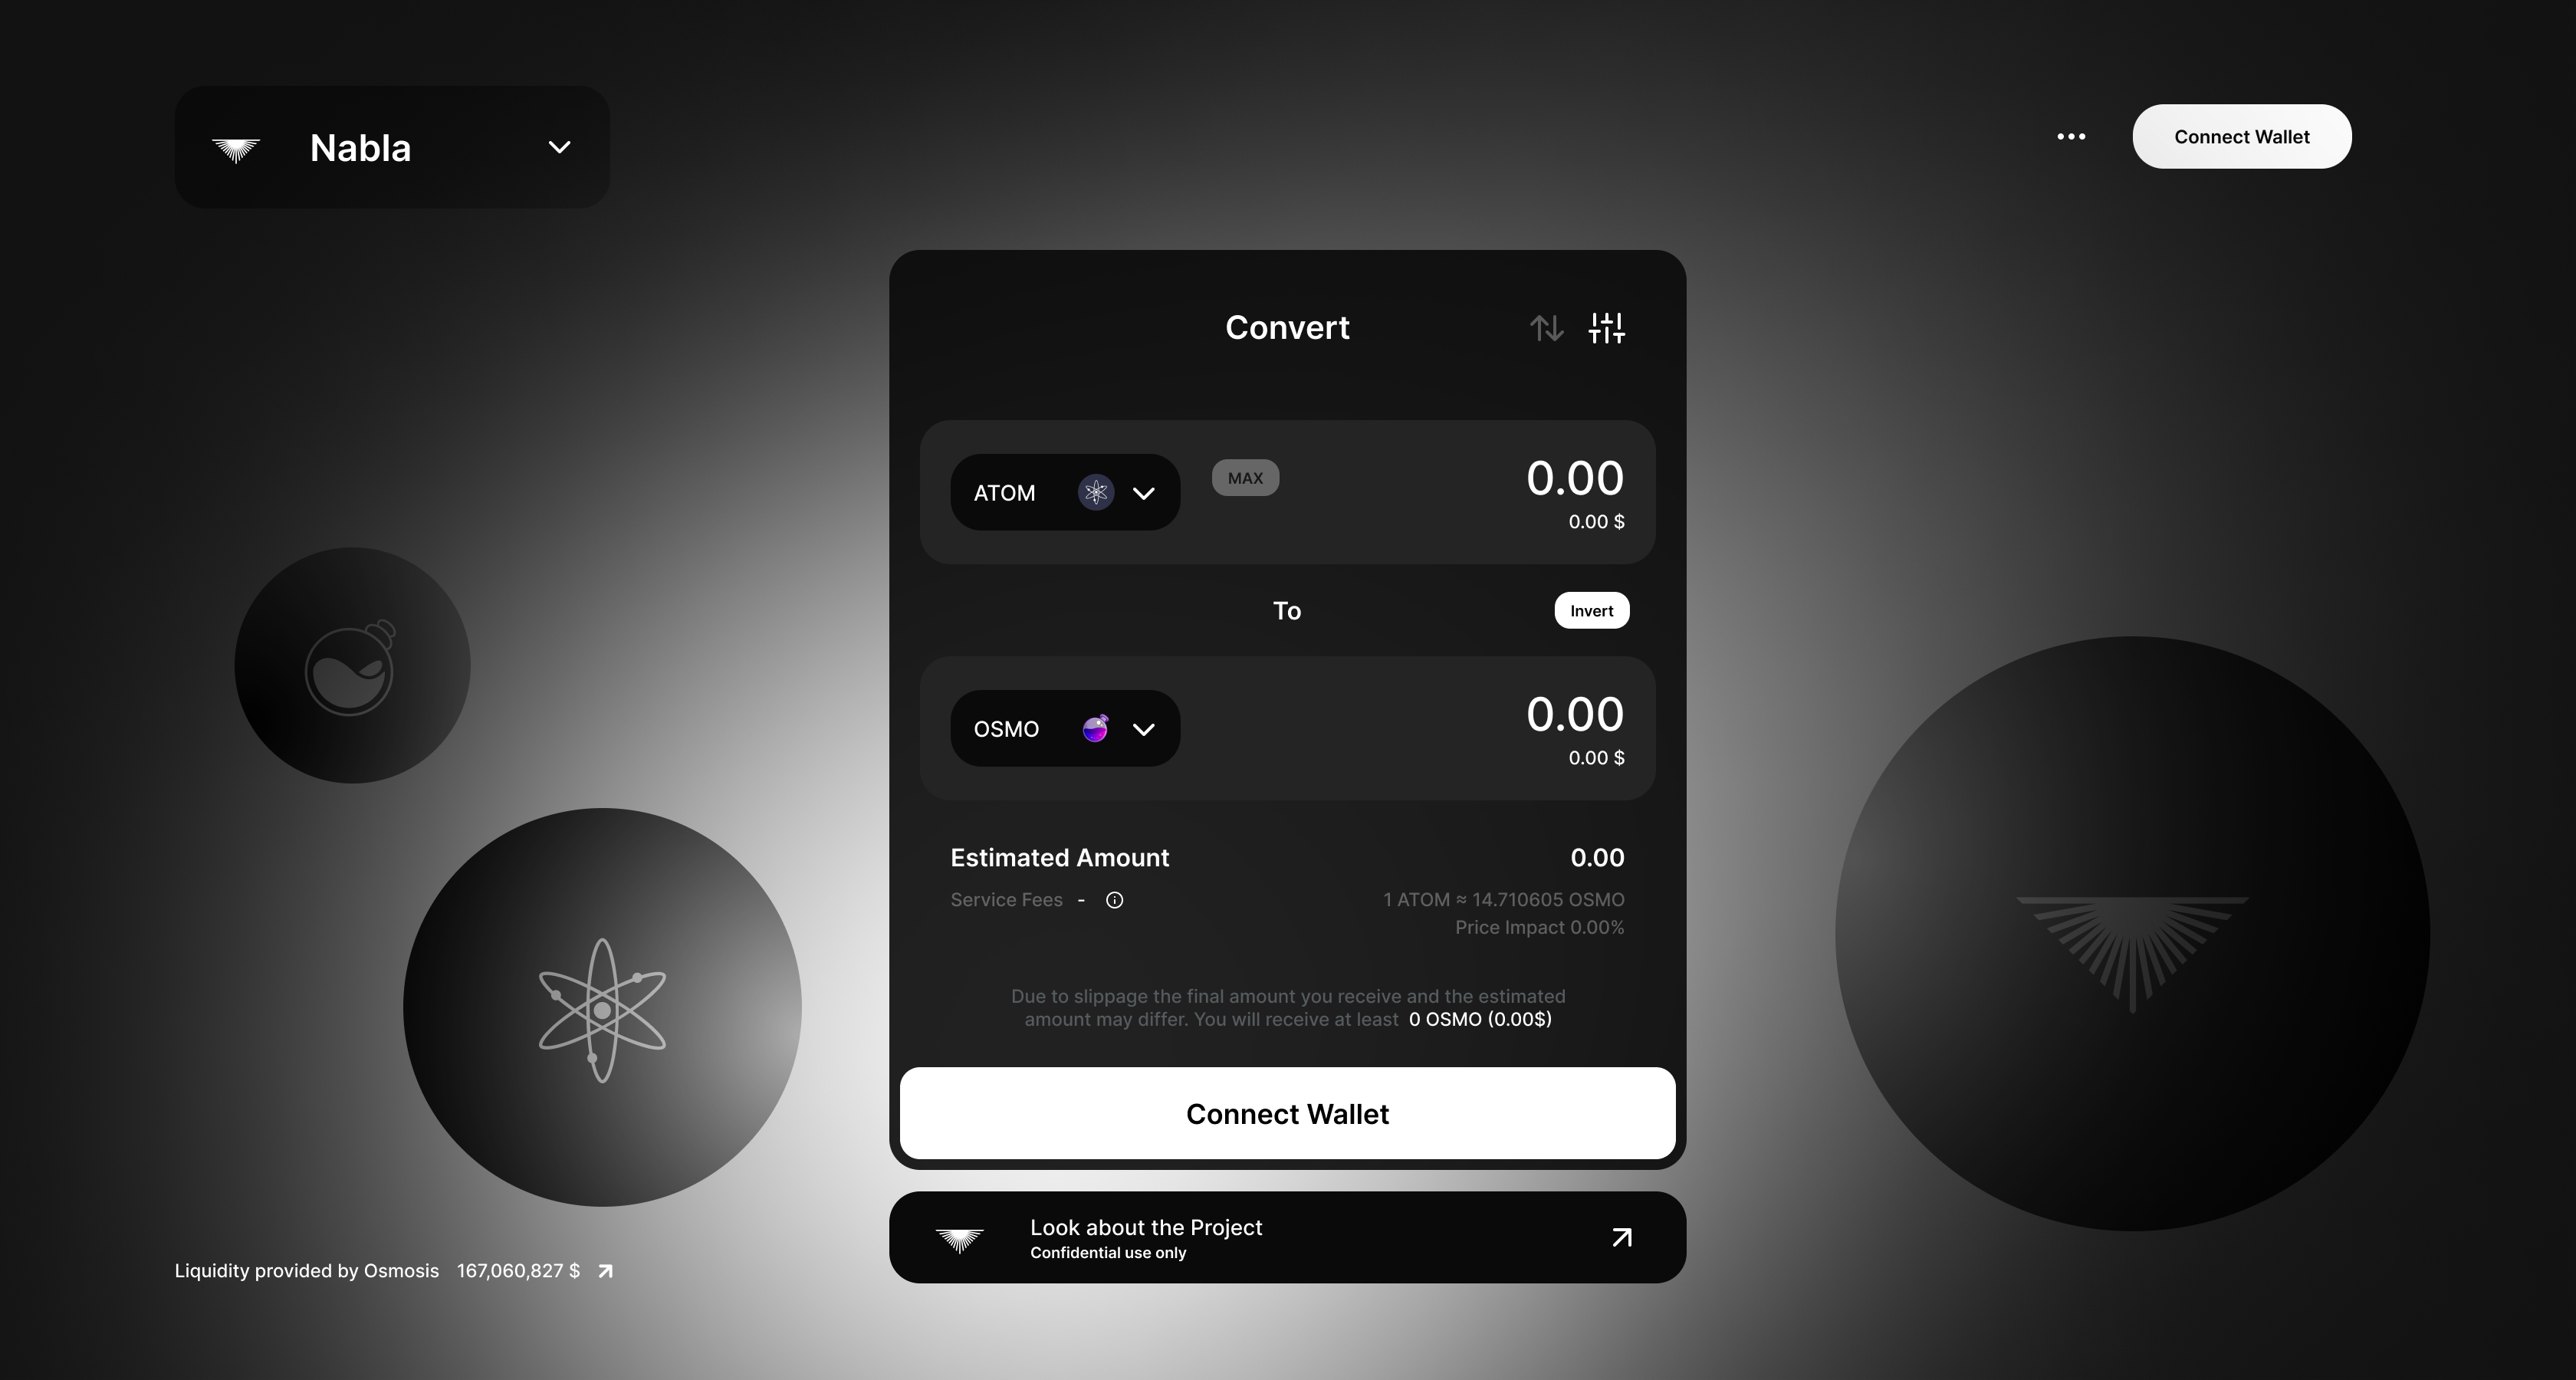 Nabla
Connect Wallet
Convert
ATOM
MAX
0.00
0.00 $
To
Invert
OSMO
0.00
0.00 $
Estimated Amount
0.00
Service Fees -
1 ATOM ≈ 14.710605 OSMO
Price Impact 0.00%
Due to slippage the final amount you receive and the estimated
amount may differ. You will receive at least 0 OSMO (0.00$)
Connect Wallet
Look about the Project
Confidential use only
Liquidity provided by Osmosis 167,060,827 $